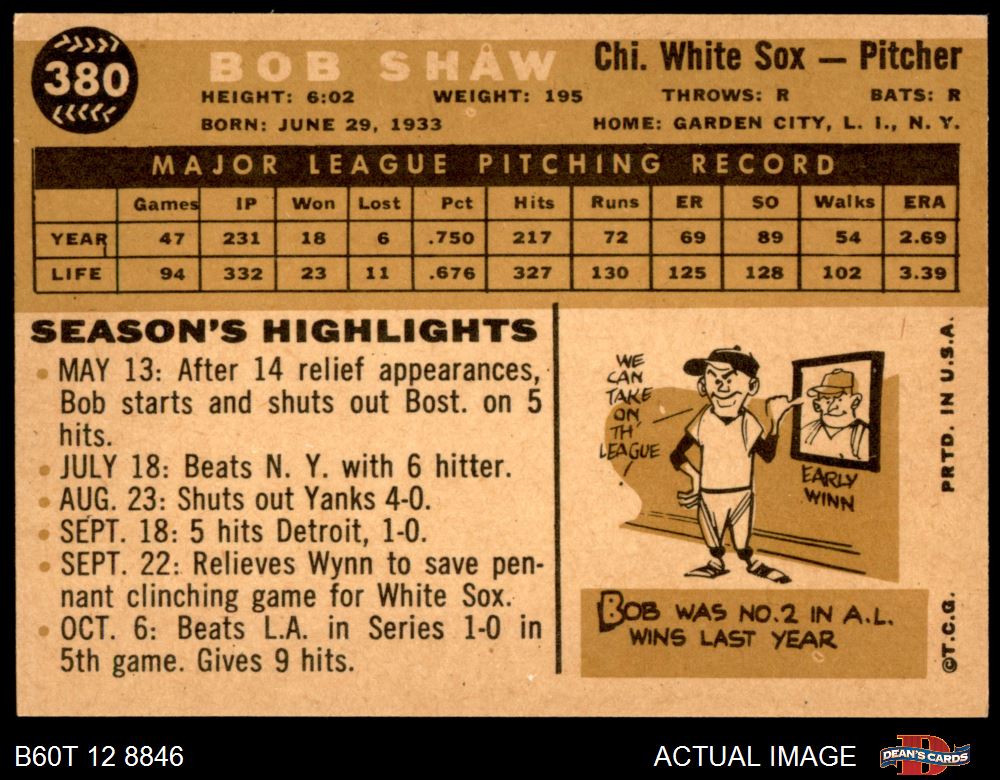 380
BOB SHAW
Chi. White Sox — Pitcher
HEIGHT: 6:02 WEIGHT: 195 THROWS: R BATS: R
BORN: JUNE 29, 1933 HOME: GARDEN CITY, L. I., N. Y.
MAJOR LEAGUE PITCHING RECORD
Games IP Won Lost Pct Hits Runs ER SO Walks ERA
YEAR 47 231 18 6 .750 217 72 69 89 54 2.69
LIFE 94 332 23 11 .676 327 130 125 128 102 3.39
SEASON'S HIGHLIGHTS
• MAY 13: After 14 relief appearances,
Bob starts and shuts out Bost. on 5
hits.
• JULY 18: Beats N. Y. with 6 hitter.
• AUG. 23: Shuts out Yanks 4-0.
• SEPT. 18: 5 hits Detroit, 1-0.
• SEPT. 22: Relieves Wynn to save pen-
nant clinching game for White Sox.
• OCT. 6: Beats L.A. in Series 1-0 in
5th game. Gives 9 hits.
WE
CAN
TAKE
ON
TH'
LEAGUE
!
EARLY
WINN
BOB WAS NO.2 IN A.L.
WINS LAST YEAR
PRTD. IN U.S.A.
©T.C.G.
B60T 12 8846
ACTUAL IMAGE
DEAN'S CARDS